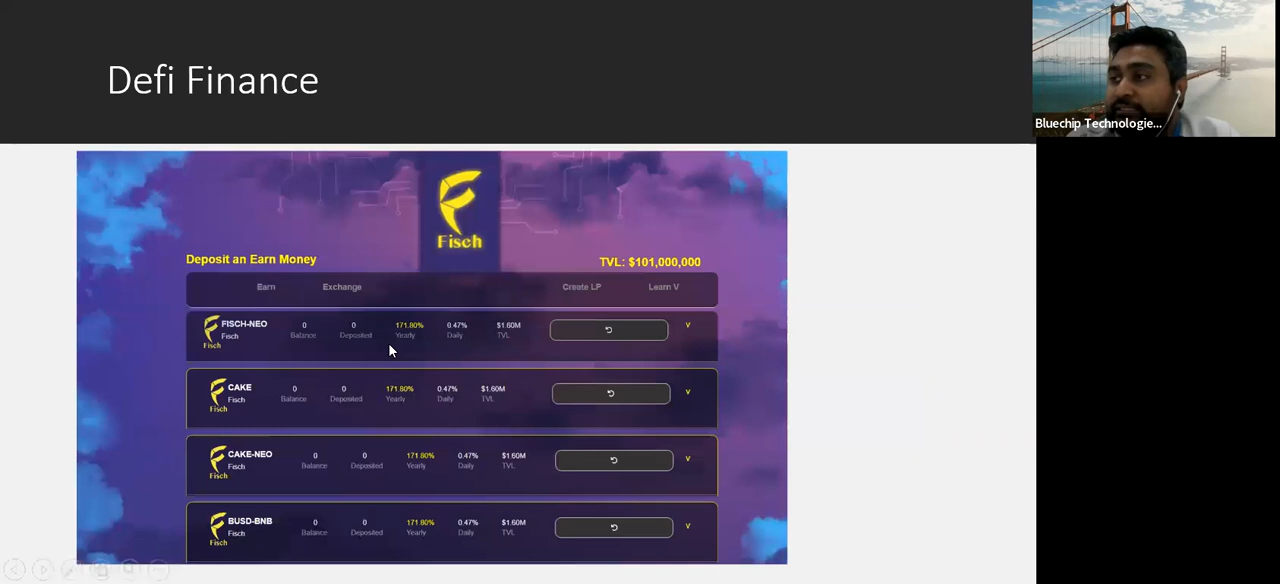 Defi Finance
Bluechip Technologie...
Fisch
Deposit an Earn Money
TVL: $101,000,000
Earn Exchange Create LP Learn V
FISCH-NEO 0 0 171.80% 0.47% $1.60M V
Fisch Balance Deposited Yearly Daily TVL
Fisch
CAKE 0 0 171.80% 0.47% $1.60M V
Fisch Balance Deposited Yearly Daily TVL
Fisch
CAKE-NEO 0 0 171.80% 0.47% $1.60M V
Fisch Balance Deposited Yearly Daily TVL
Fisch
BUSD-BNB 0 0 171.80% 0.47% $1.60M V
Fisch Balance Deposited Yearly Daily TVL
Fisch